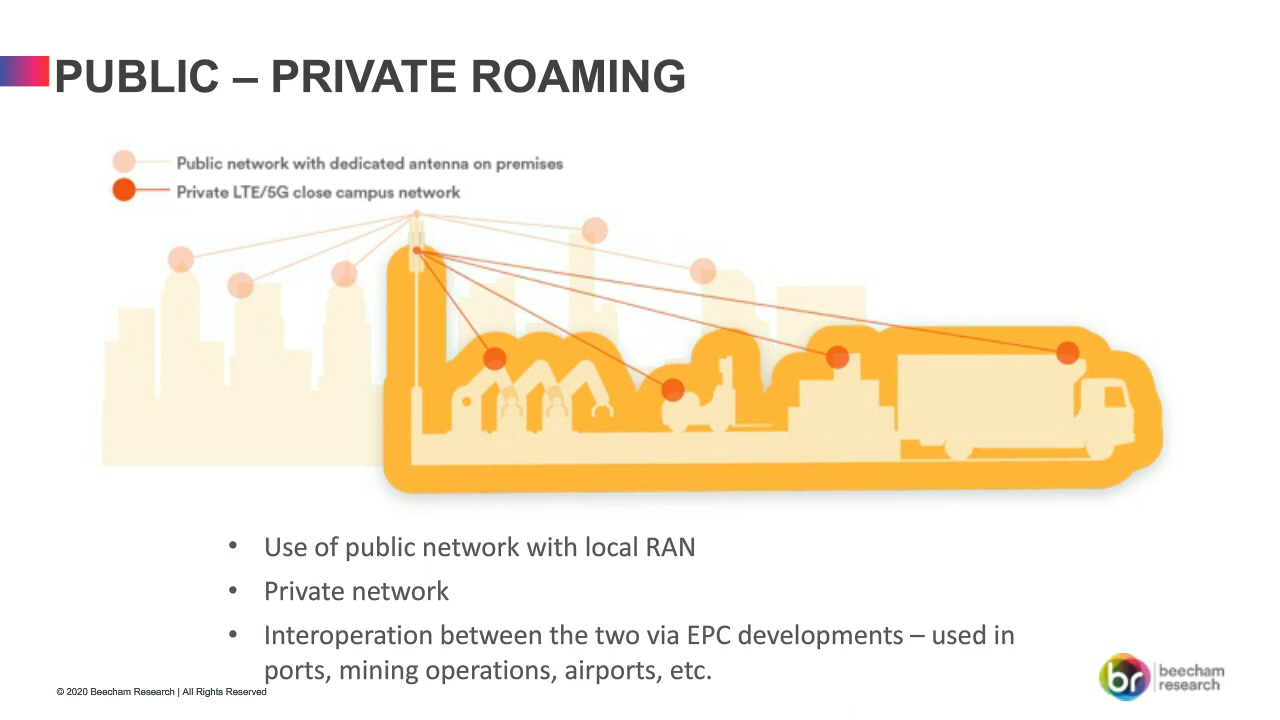 PUBLIC – PRIVATE ROAMING
Public network with dedicated antenna on premises
Private LTE/5G close campus network
• Use of public network with local RAN
• Private network
• Interoperation between the two via EPC developments – used in
ports, mining operations, airports, etc.
© 2020 Beecham Research | All Rights Reserved
br
beecham
research